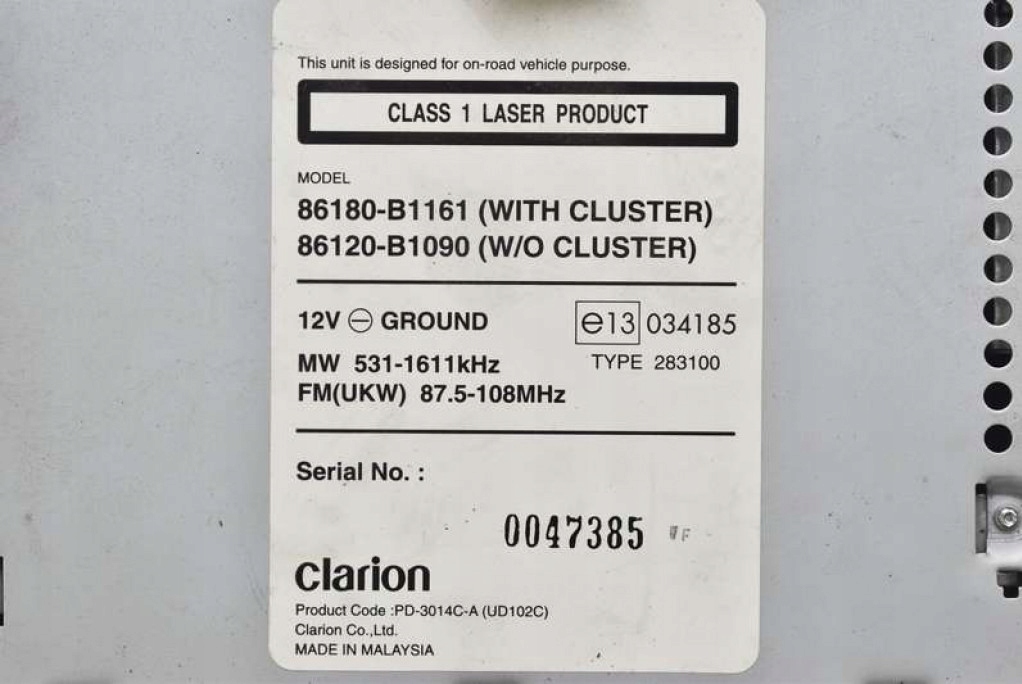 This unit is designed for on-road vehicle purpose.
CLASS 1 LASER PRODUCT
MODEL
86180-B1161 (WITH CLUSTER)
86120-B1090 (W/O CLUSTER)
12V ⊖ GROUND
e13 034185
MW 531-1611kHz
TYPE 283100
FM(UKW) 87.5-108MHz
Serial No. :
0047385
clarion
Product Code :PD-3014C-A (UD102C)
Clarion Co.,Ltd.
MADE IN MALAYSIA